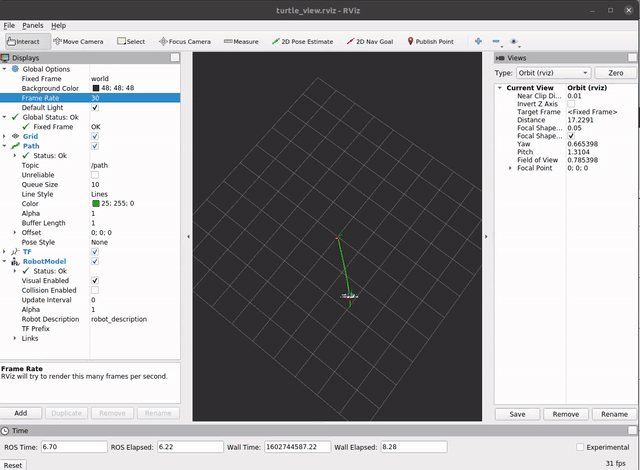 turtle_view.rviz - RViz
File Panels Help
Interact Move Camera Select Focus Camera Measure 2D Pose Estimate 2D Nav Goal Publish Point
Displays
Global Options
Fixed Frame world
Background Color 48; 48; 48
Frame Rate 30
Default Light
Global Status: Ok
Fixed Frame OK
Grid
Path
Status: Ok
Topic /path
Unreliable
Queue Size 10
Line Style Lines
Color 25; 255; 0
Alpha 1
Buffer Length 1
Offset 0; 0; 0
Pose Style None
TF
RobotModel
Status: Ok
Visual Enabled
Collision Enabled
Update Interval 0
Alpha 1
Robot Description robot_description
TF Prefix
Links
Frame Rate
RViz will try to render this many frames per second.
Add Duplicate Remove Rename
Views
Type: Orbit (rviz) Zero
Current View Orbit (rviz)
Near Clip Di... 0.01
Invert Z Axis
Target Frame <Fixed Frame>
Distance 17.2291
Focal Shape... 0.05
Focal Shape...
Yaw 0.665398
Pitch 1.3104
Field of View 0.785398
Focal Point 0; 0; 0
Save Remove Rename
Time
ROS Time: 6.70 ROS Elapsed: 6.22 Wall Time: 1602744587.22 Wall Elapsed: 8.28 Experimental
Reset 31 fps